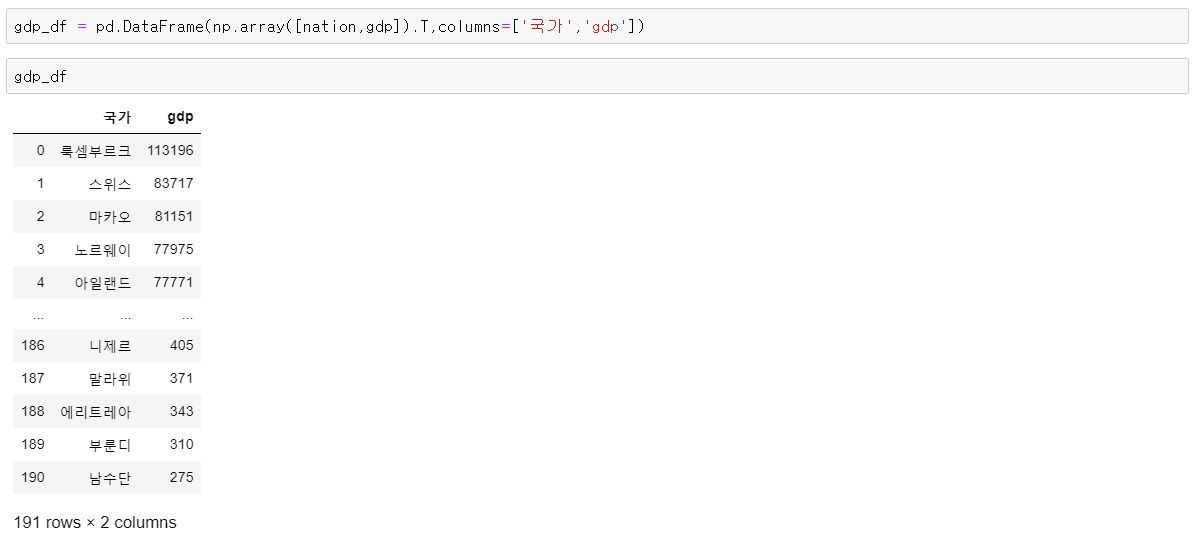 gdp_df = pd.DataFrame(np.array([nation,gdp]).T,columns=['국가','gdp'])
gdp_df
국가 gdp
0 룩셈부르크 113196
1 스위스 83717
2 마카오 81151
3 노르웨이 77975
4 아일랜드 77771
... ... ...
186 니제르 405
187 말라위 371
188 에리트레아 343
189 부룬디 310
190 남수단 275
191 rows × 2 columns